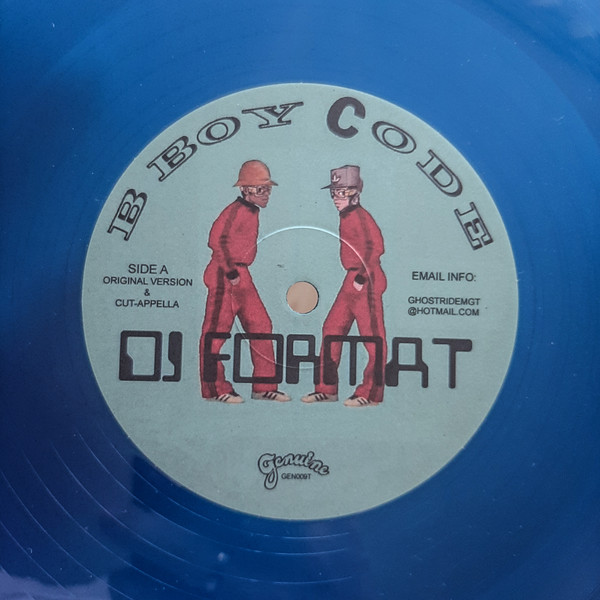 B BOY CODE
SIDE A
ORIGINAL VERSION
&
CUT-APPELLA
EMAIL INFO:
GHOSTRIDEMGT
@HOTMAIL.COM
DJ FORMAT
genuine
GEN009T